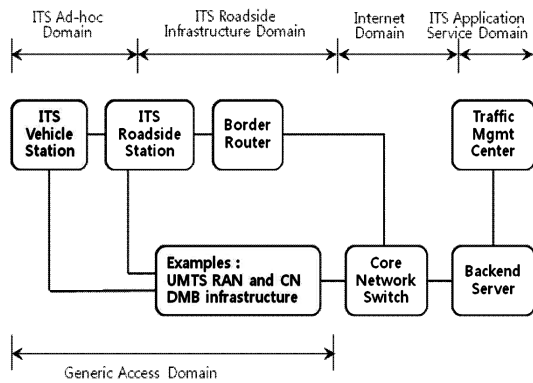 ITS Ad-hoc
Domain
ITS Roadside
Infrastructure Domain
Internet
Domain
ITS Application
Service Domain
ITS
Vehicle
Station
ITS
Roadside
Station
Border
Router
Traffic
Mgmt
Center
Examples :
UMTS RAN and CN
DMB infrastructure
Core
Network
Switch
Backend
Server
Generic Access Domain